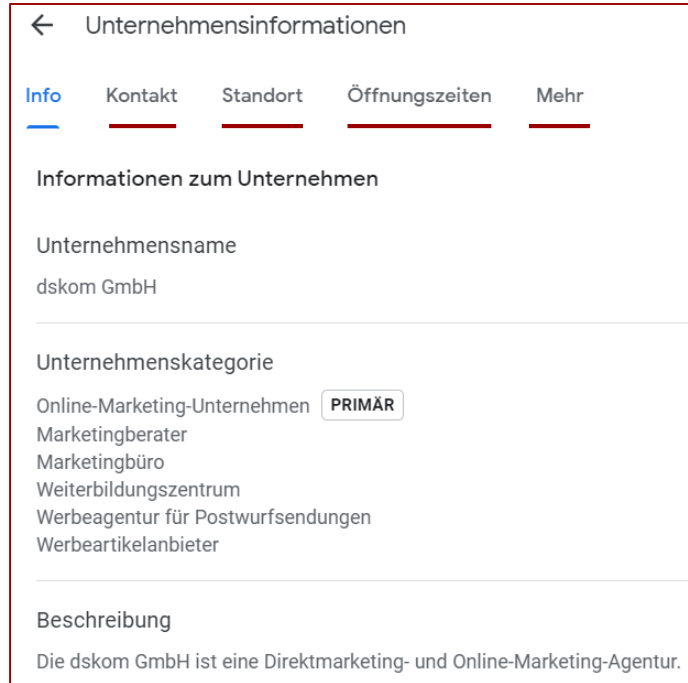 Unternehmensinformationen
Info Kontakt Standort Öffnungszeiten Mehr
Informationen zum Unternehmen
Unternehmensname
dskom GmbH
Unternehmenskategorie
Online-Marketing-Unternehmen PRIMÄR
Marketingberater
Marketingbüro
Weiterbildungszentrum
Werbeagentur für Postwurfsendungen
Werbeartikelanbieter
Beschreibung
Die dskom GmbH ist eine Direktmarketing- und Online-Marketing-Agentur.